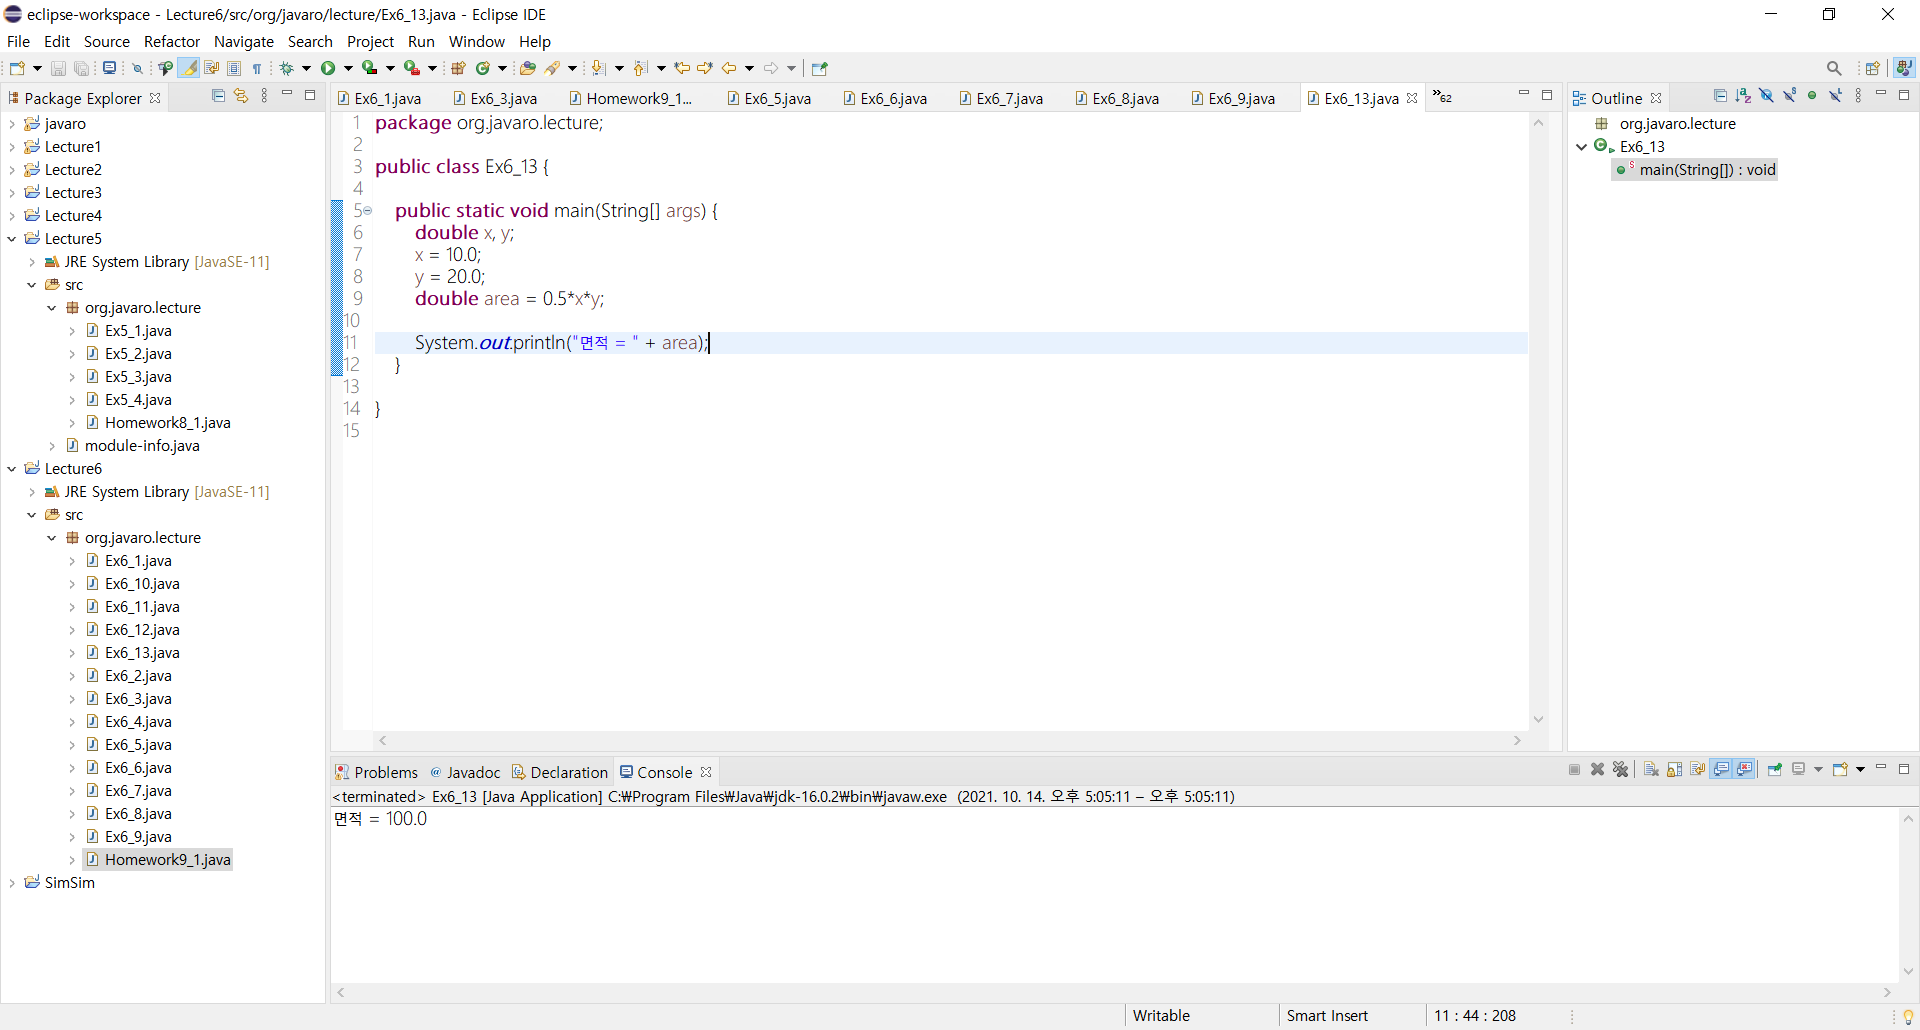 eclipse-workspace - Lecture6/src/org/javaro/lecture/Ex6_13.java - Eclipse IDE
File Edit Source Refactor Navigate Search Project Run Window Help
Package Explorer
javaro
Lecture1
Lecture2
Lecture3
Lecture4
Lecture5
JRE System Library [JavaSE-11]
src
org.javaro.lecture
Ex5_1.java
Ex5_2.java
Ex5_3.java
Ex5_4.java
Homework8_1.java
module-info.java
Lecture6
JRE System Library [JavaSE-11]
src
org.javaro.lecture
Ex6_1.java
Ex6_10.java
Ex6_11.java
Ex6_12.java
Ex6_13.java
Ex6_2.java
Ex6_3.java
Ex6_4.java
Ex6_5.java
Ex6_6.java
Ex6_7.java
Ex6_8.java
Ex6_9.java
Homework9_1.java
SimSim
Ex6_1.java Ex6_3.java Homework9_1... Ex6_5.java Ex6_6.java Ex6_7.java Ex6_8.java Ex6_9.java Ex6_13.java »62
1 package org.javaro.lecture;
2
3 public class Ex6_13 {
4
5 public static void main(String[] args) {
6 double x, y;
7 x = 10.0;
8 y = 20.0;
9 double area = 0.5*x*y;
10
11 System.out.println("면적 = " + area);
12 }
13
14 }
15
Outline
org.javaro.lecture
Ex6_13
main(String[]) : void
Problems @ Javadoc Declaration Console
<terminated> Ex6_13 [Java Application] C:₩Program Files₩Java₩jdk-16.0.2₩bin₩javaw.exe (2021. 10. 14. 오후 5:05:11 – 오후 5:05:11)
면적 = 100.0
Writable Smart Insert 11 : 44 : 208